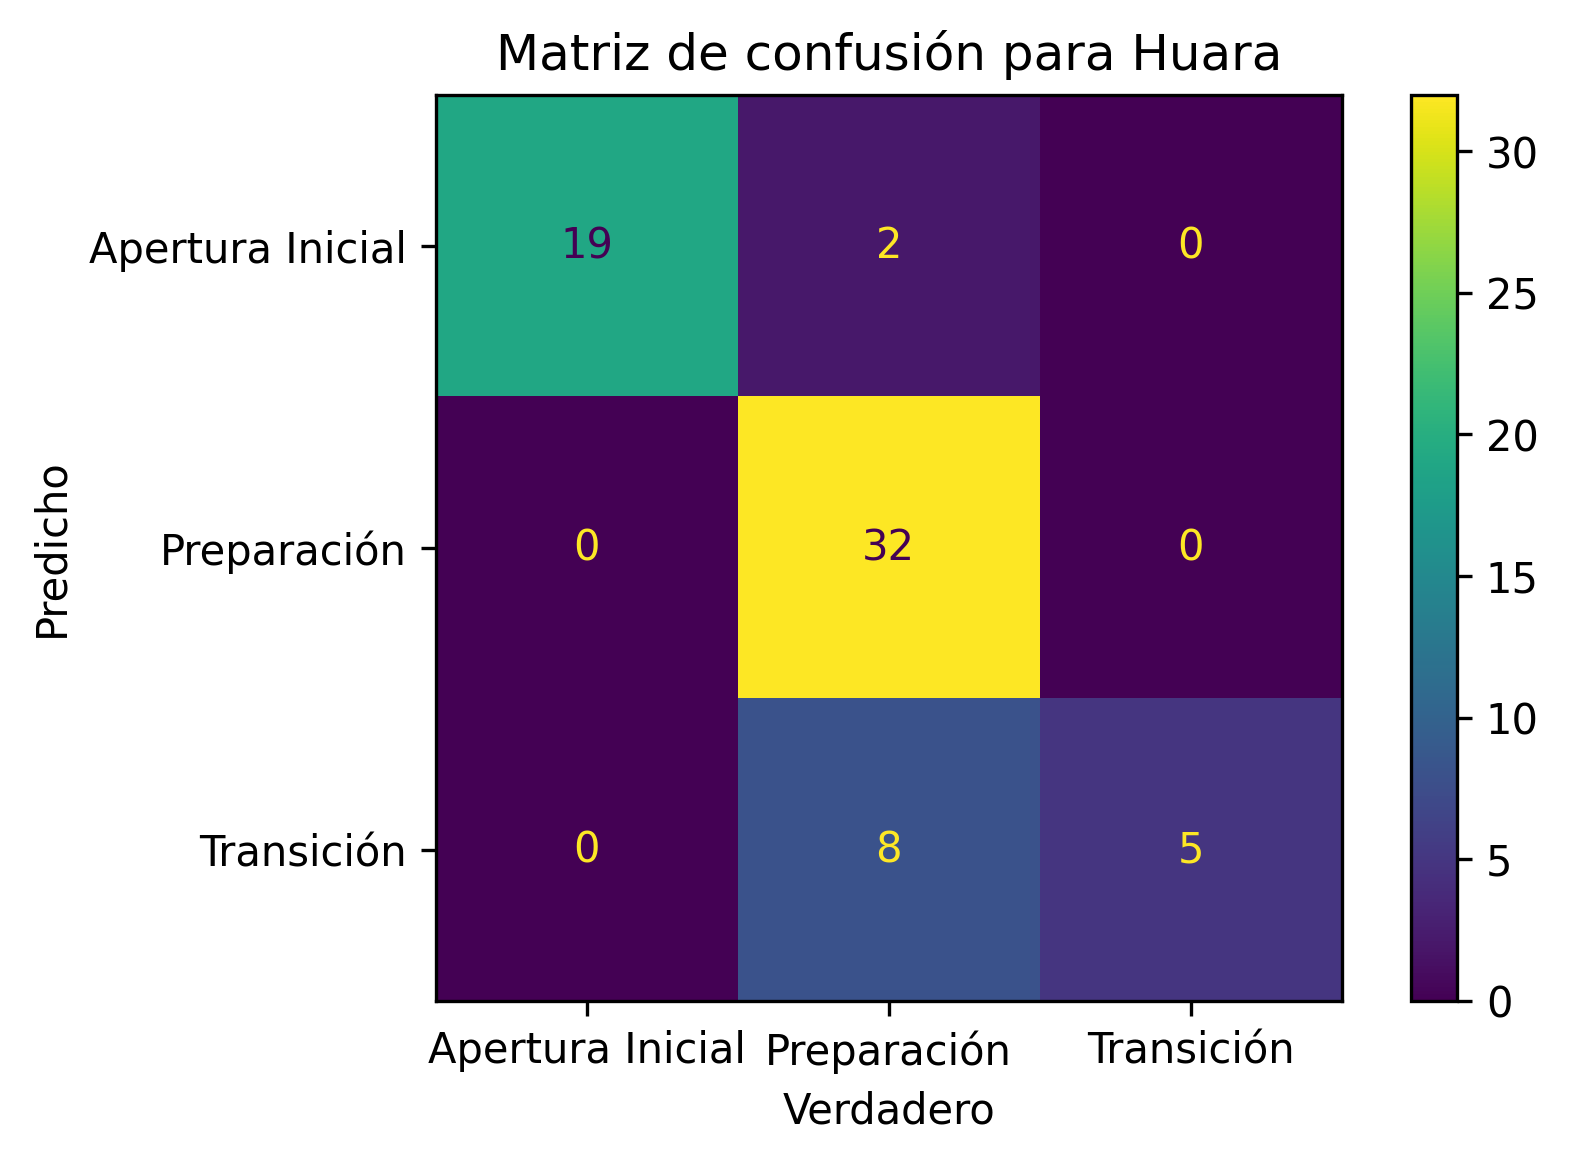 Matriz de confusión para Huara
Apertura Inicial
19
2
0
Preparación
0
32
0
Transición
0
8
5
Predicho
Apertura Inicial
Preparación
Transición
Verdadero
30
25
20
15
10
5
0